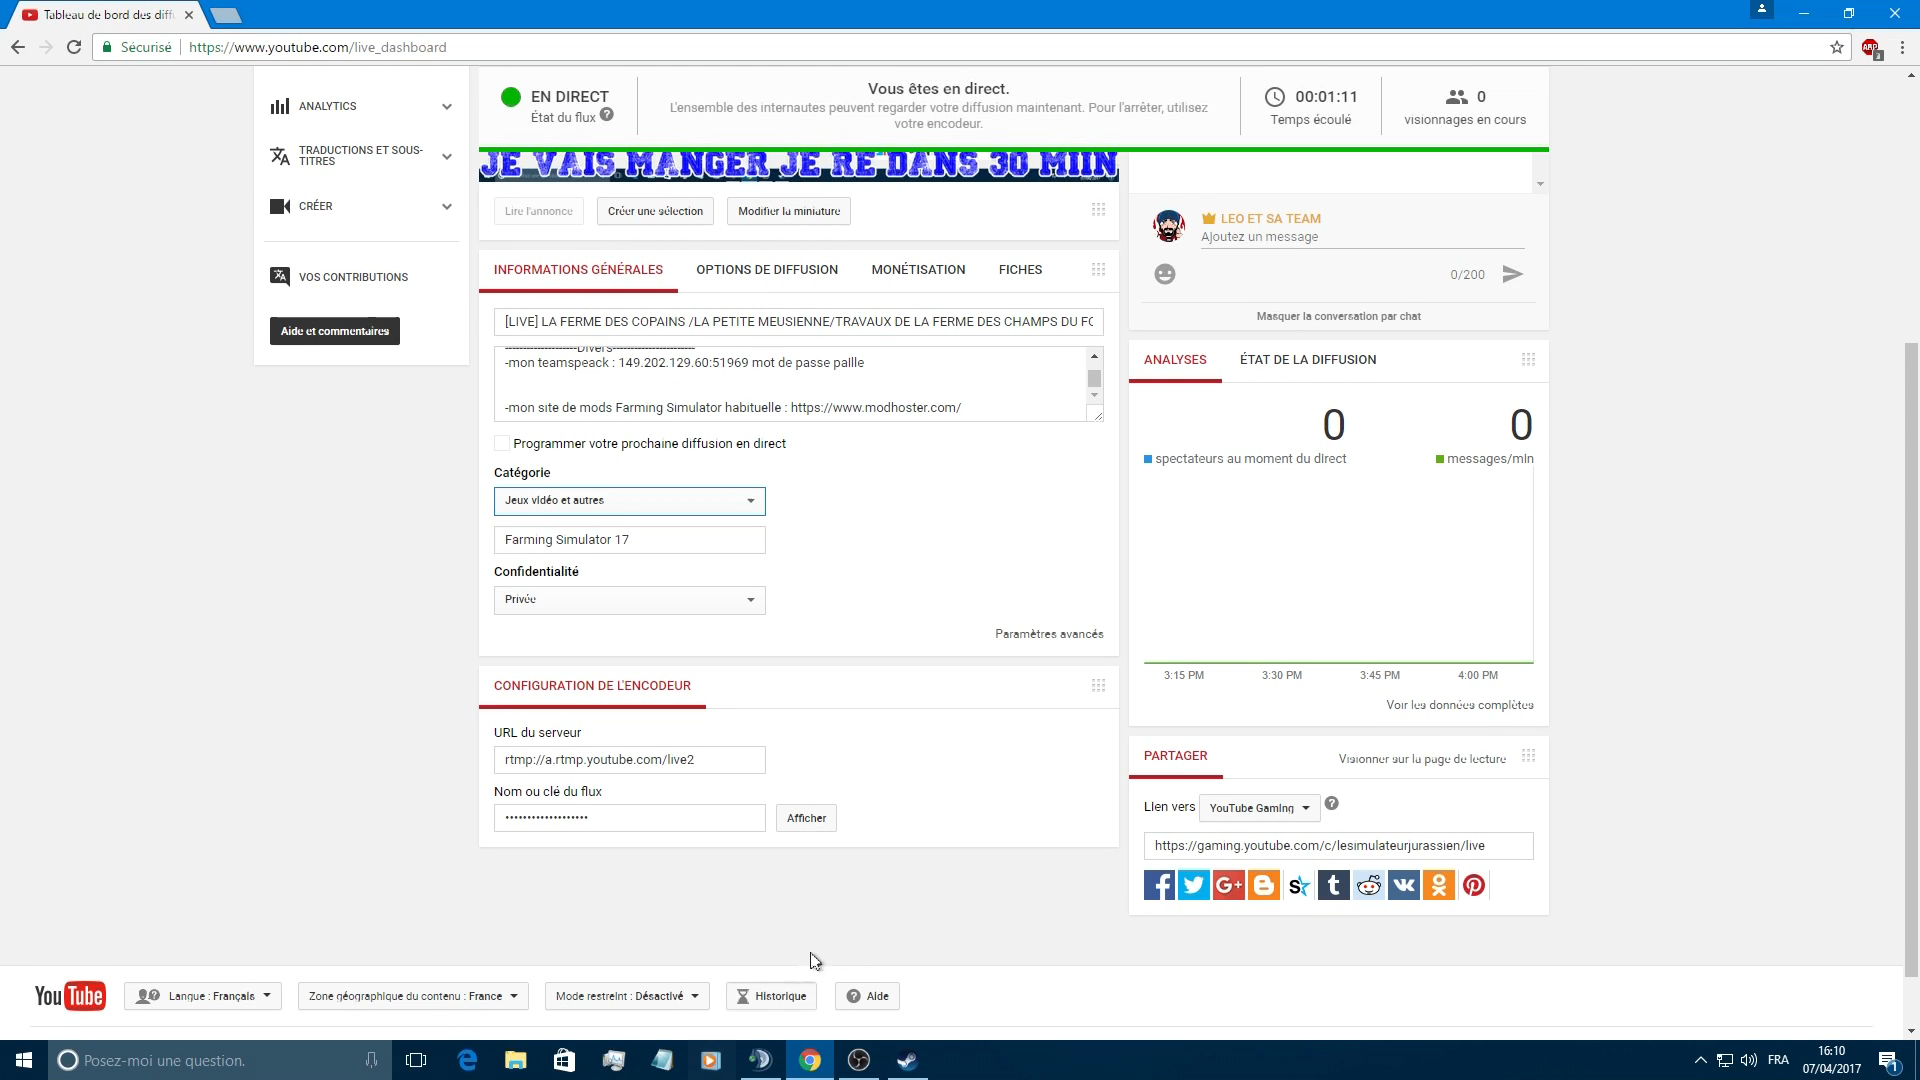 Tableau de bord des diff
Sécurisé
https://www.youtube.com/live_dashboard
ABP
ANALYTICS
TRADUCTIONS ET SOUS-
TITRES
CRÉER
VOS CONTRIBUTIONS
Aide et commentaires
EN DIRECT
État du flux
Vous êtes en direct.
L'ensemble des internautes peuvent regarder votre diffusion maintenant. Pour l'arrêter, utilisez
votre encodeur.
00:01:11
Temps écoulé
0
visionnages en cours
JE VAIS MANGER JE RE DANS 30 MIIN
Lire l'annonce
Créer une sélection
Modifier la miniature
INFORMATIONS GÉNÉRALES
OPTIONS DE DIFFUSION
MONÉTISATION
FICHES
[LIVE] LA FERME DES COPAINS /LA PETITE MEUSIENNE/TRAVAUX DE LA FERME DES CHAMPS DU FO
--------------------Divers-----------------------
-mon teamspeack : 149.202.129.60:51969 mot de passe paille
-mon site de mods Farming Simulator habituelle : https://www.modhoster.com/
Programmer votre prochaine diffusion en direct
Catégorie
Jeux vidéo et autres
Farming Simulator 17
Confidentialité
Privée
Paramètres avancés
CONFIGURATION DE L'ENCODEUR
URL du serveur
rtmp://a.rtmp.youtube.com/live2
Nom ou clé du flux
•••••••••••••••••••
Afficher
LEO ET SA TEAM
Ajoutez un message
0/200
Masquer la conversation par chat
ANALYSES
ÉTAT DE LA DIFFUSION
0
spectateurs au moment du direct
0
messages/min
3:15 PM
3:30 PM
3:45 PM
4:00 PM
Voir les données complètes
PARTAGER
Visionner sur la page de lecture
Lien vers
YouTube Gaming
https://gaming.youtube.com/c/lesimulateurjurassien/live
YouTube
Langue : Français
Zone géographique du contenu : France
Mode restreint : Désactivé
Historique
Aide
Posez-moi une question.
FRA
16:10
07/04/2017
1